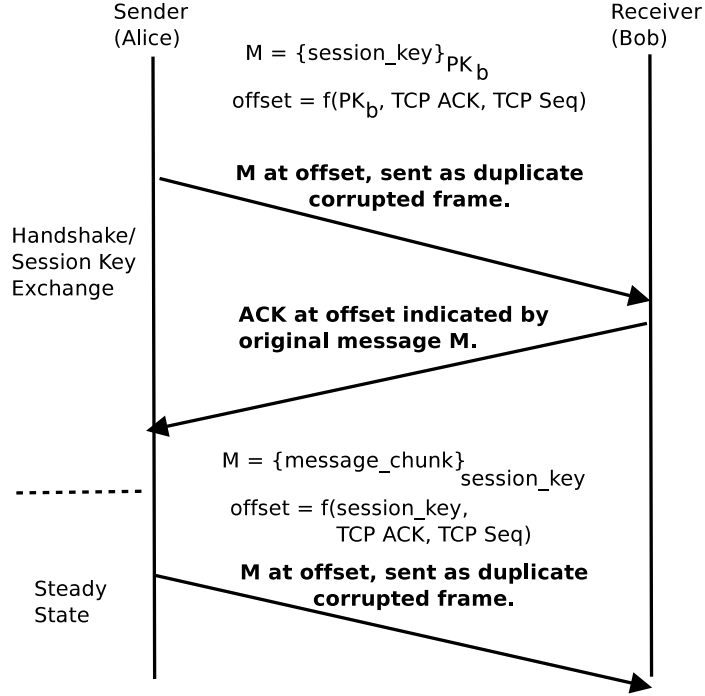 Sender
(Alice)
Receiver
(Bob)
M = {session_key}PKb
offset = f(PKb, TCP ACK, TCP Seq)
M at offset, sent as duplicate
corrupted frame.
Handshake/
Session Key
Exchange
ACK at offset indicated by
original message M.
M = {message_chunk}session_key
offset = f(session_key,
TCP ACK, TCP Seq)
M at offset, sent as duplicate
corrupted frame.
Steady
State